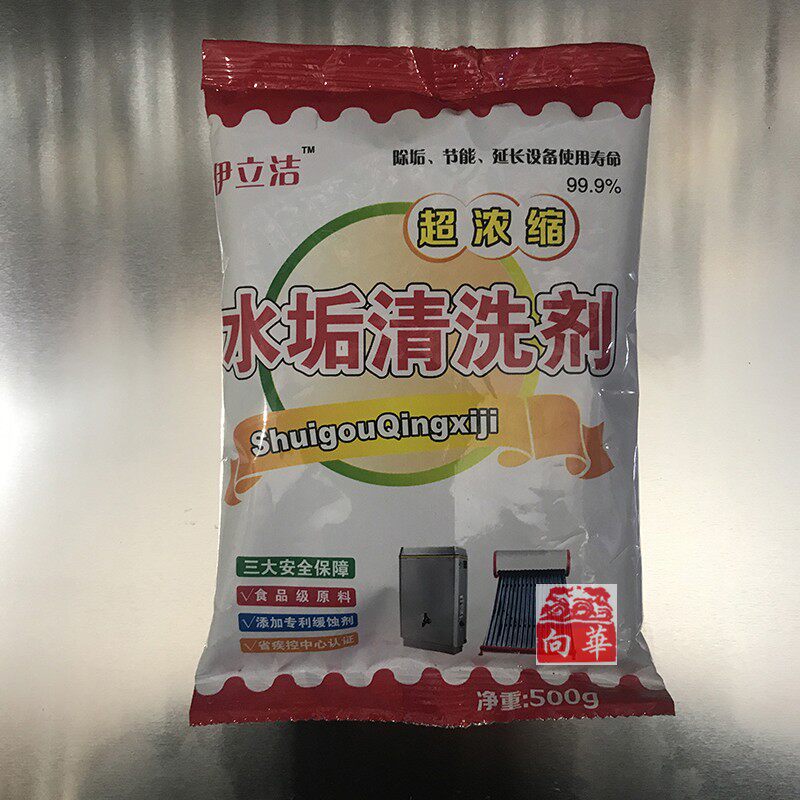 伊立洁™
除垢、节能、延长设备使用寿命
99.9%
超浓缩
水垢清洗剂
ShuigouQingxiji
三大安全保障
√食品级原料
√添加专利缓蚀剂
√省疾控中心认证
向華
净重:500g